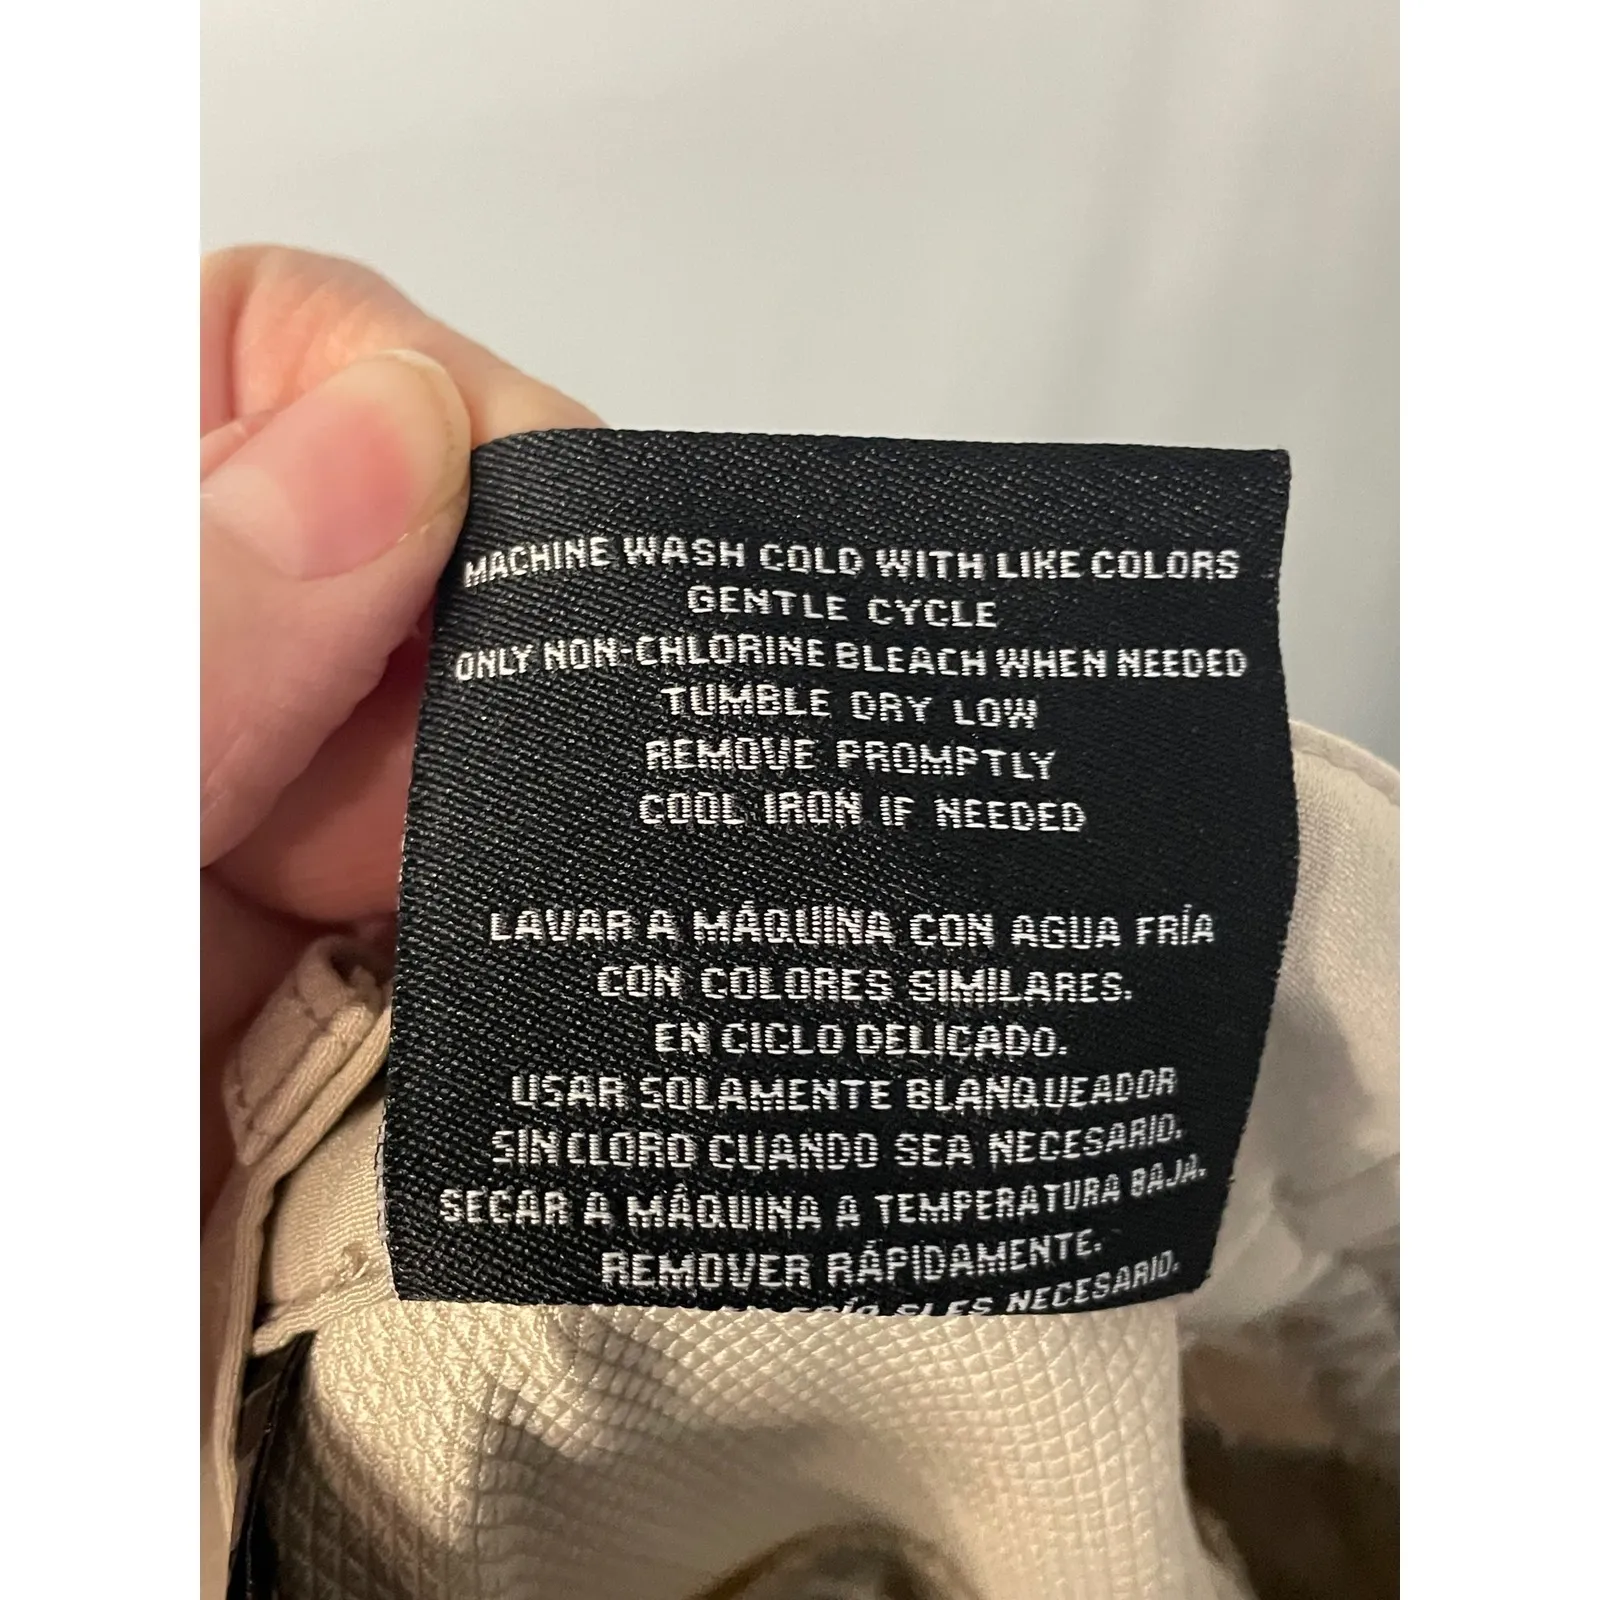 MACHINE WASH COLD WITH LIKE COLORS
GENTLE CYCLE
ONLY NON-CHLORINE BLEACH WHEN NEEDED
TUMBLE DRY LOW
REMOVE PROMPTLY
COOL IRON IF NEEDED
LAVAR A MÁQUINA CON AGUA FRÍA
CON COLORES SIMILARES.
EN CICLO DELICADO.
USAR SOLAMENTE BLANQUEADOR
SIN CLORO CUANDO SEA NECESARIO.
SECAR A MÁQUINA A TEMPERATURA BAJA.
REMOVER RÁPIDAMENTE.
SI ES NECESARIO.